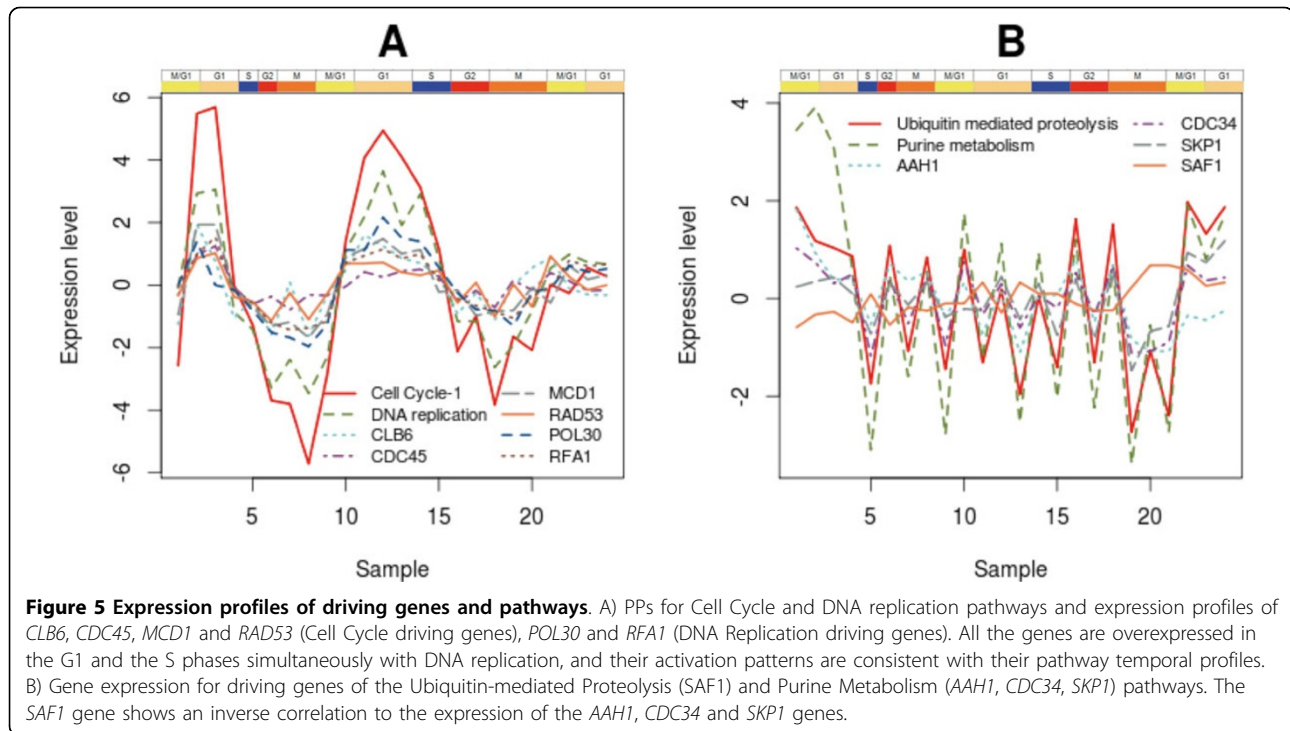 A
M/G1 G1 S G2 M M/G1 G1 S G2 M M/G1 G1
6
4
2
0
-2
-4
-6
Expression level
Cell Cycle-1
DNA replication
CLB6
CDC45
MCD1
RAD53
POL30
RFA1
5 10 15 20
Sample
B
M/G1 G1 S G2 M M/G1 G1 S G2 M M/G1 G1
4
2
0
-2
Expression level
Ubiquitin mediated proteolysis
Purine metabolism
AAH1
CDC34
SKP1
SAF1
5 10 15 20
Sample
Figure 5 Expression profiles of driving genes and pathways. A) PPs for Cell Cycle and DNA replication pathways and expression profiles of
CLB6, CDC45, MCD1 and RAD53 (Cell Cycle driving genes), POL30 and RFA1 (DNA Replication driving genes). All the genes are overexpressed in
the G1 and the S phases simultaneously with DNA replication, and their activation patterns are consistent with their pathway temporal profiles.
B) Gene expression for driving genes of the Ubiquitin-mediated Proteolysis (SAF1) and Purine Metabolism (AAH1, CDC34, SKP1) pathways. The
SAF1 gene shows an inverse correlation to the expression of the AAH1, CDC34 and SKP1 genes.